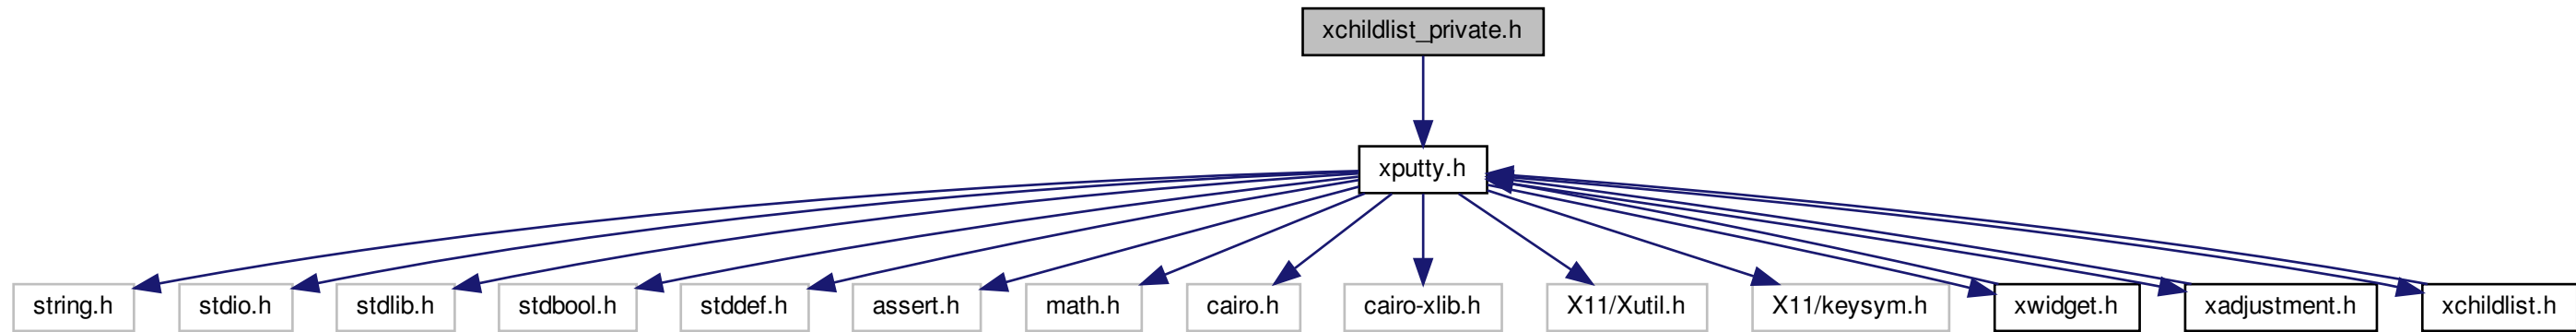 xchildlist_private.h
xputty.h
string.h
stdio.h
stdlib.h
stdbool.h
stddef.h
assert.h
math.h
cairo.h
cairo-xlib.h
X11/Xutil.h
X11/keysym.h
xwidget.h
xadjustment.h
xchildlist.h